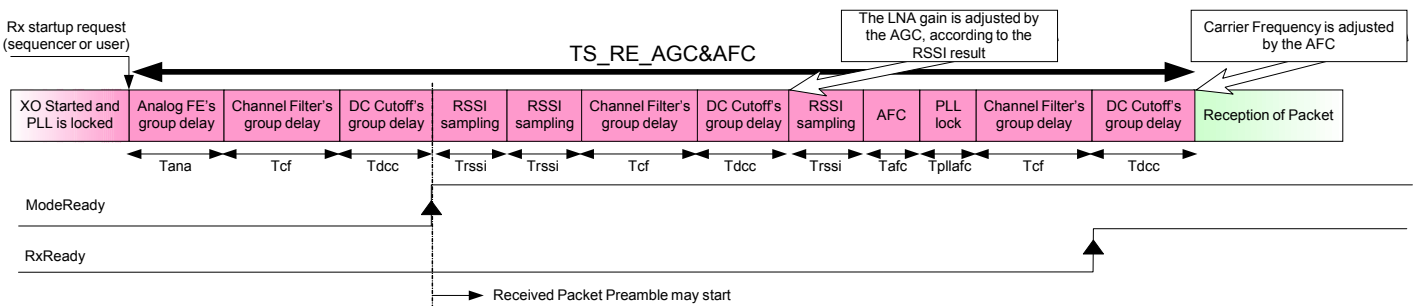 Rx startup request
(sequencer or user)
TS_RE_AGC&AFC
The LNA gain is adjusted by
the AGC, according to the
RSSI result
Carrier Frequency is adjusted
by the AFC
XO Started and
PLL is locked
Analog FE's
group delay
Channel Filter's
group delay
DC Cutoff's
group delay
RSSI
sampling
RSSI
sampling
Channel Filter's
group delay
DC Cutoff's
group delay
RSSI
sampling
AFC
PLL
lock
Channel Filter's
group delay
DC Cutoff's
group delay
Reception of Packet
Tana
Tcf
Tdcc
Trssi
Trssi
Tcf
Tdcc
Trssi
Tafc
Tpllafc
Tcf
Tdcc
ModeReady
RxReady
Received Packet Preamble may start